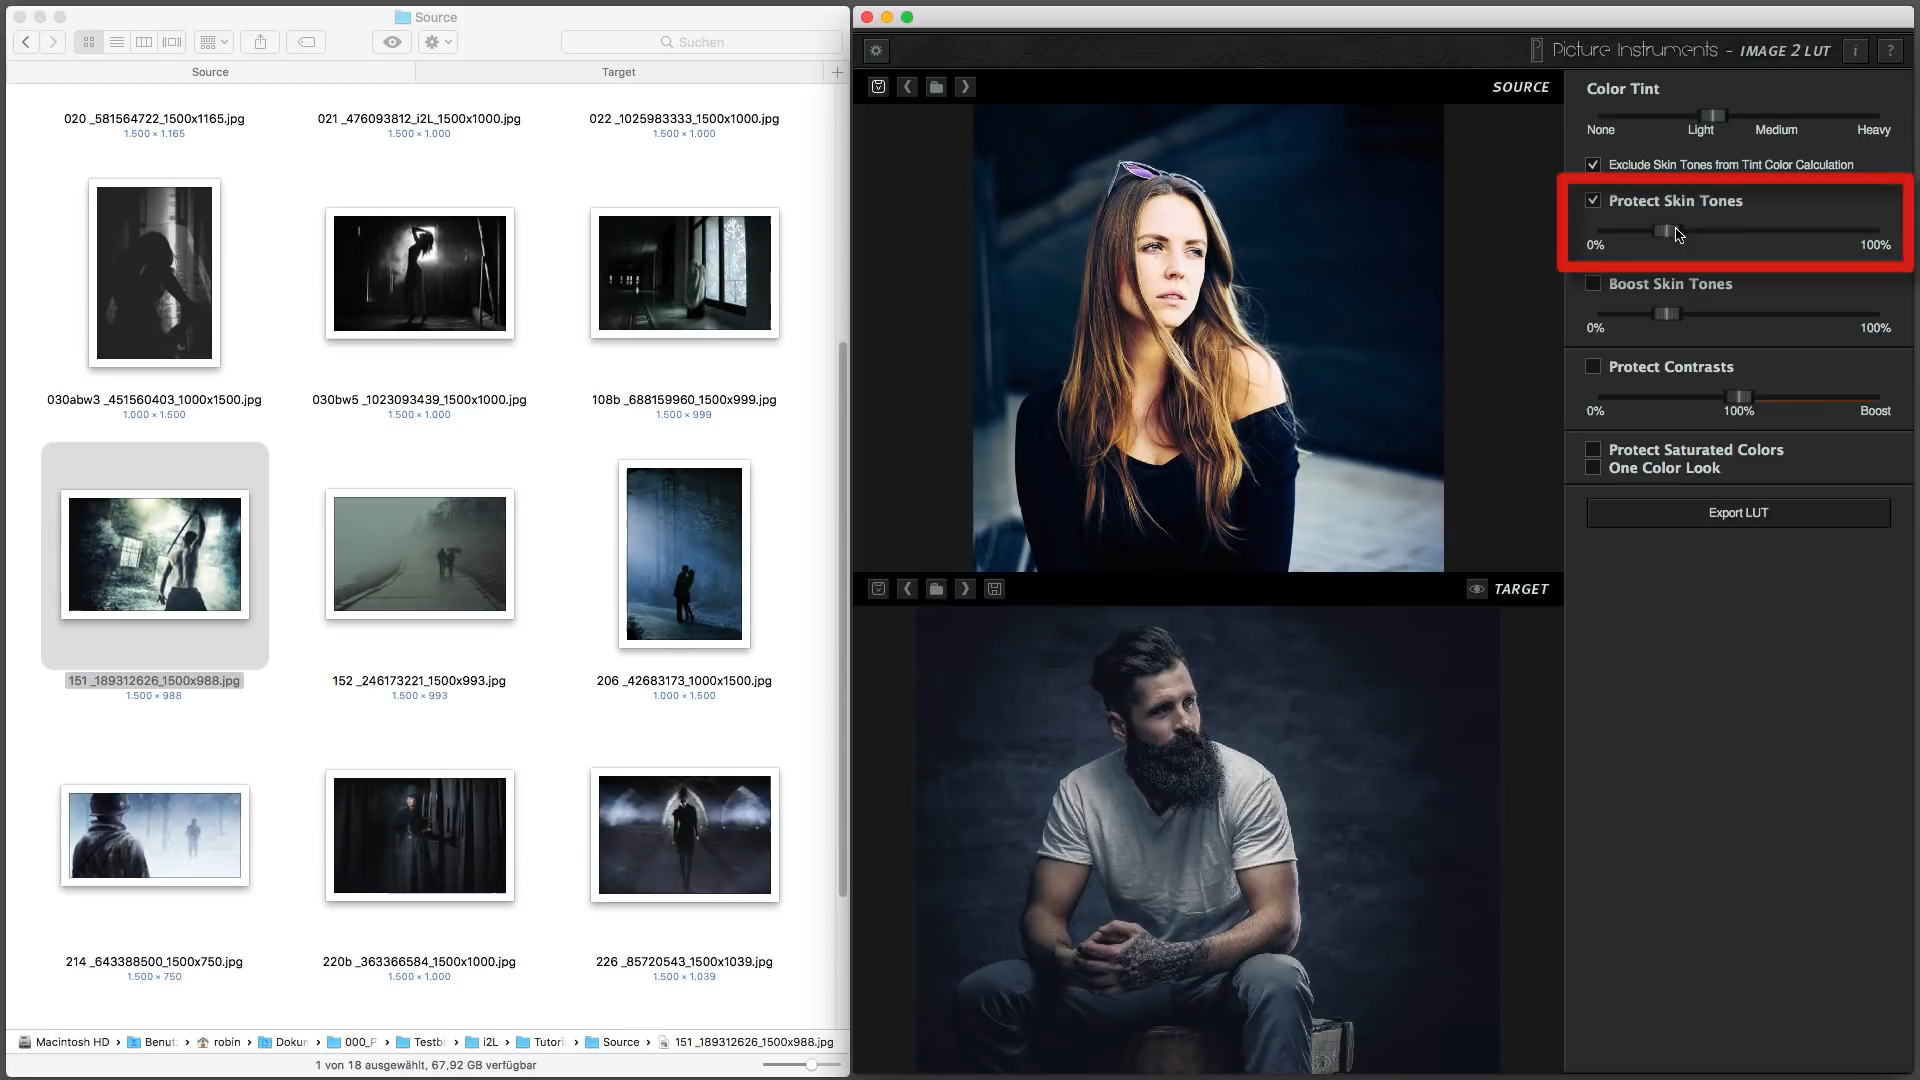 Source
Suchen
Source
Target
020 _581564722_1500x1165.jpg
1.500 × 1.165
021 _476093812_i2L_1500x1000.jpg
1.500 × 1.000
022 _1025983333_1500x1000.jpg
1.500 × 1.000
030abw3 _451560403_1000x1500.jpg
1.000 × 1.500
030bw5 _1023093439_1500x1000.jpg
1.500 × 1.000
108b _688159960_1500x999.jpg
1.500 × 999
151 _189312626_1500x988.jpg
1.500 × 988
152 _246173221_1500x993.jpg
1.500 × 993
206 _42683173_1000x1500.jpg
1.000 × 1.500
214 _643388500_1500x750.jpg
1.500 × 750
220b _363366584_1500x1000.jpg
1.500 × 1.000
226 _85720543_1500x1039.jpg
1.500 × 1.039
Macintosh HD › Benut › robin › Dokun › 000_P › Testbi › i2L › Tutori › Source › 151 _189312626_1500x988.jpg
1 von 18 ausgewählt, 67,92 GB verfügbar
Picture Instruments - IMAGE 2 LUT
i
?
SOURCE
TARGET
Color Tint
None Light Medium Heavy
Exclude Skin Tones from Tint Color Calculation
Protect Skin Tones
0% 100%
Boost Skin Tones
0% 100%
Protect Contrasts
0% 100% Boost
Protect Saturated Colors
One Color Look
Export LUT